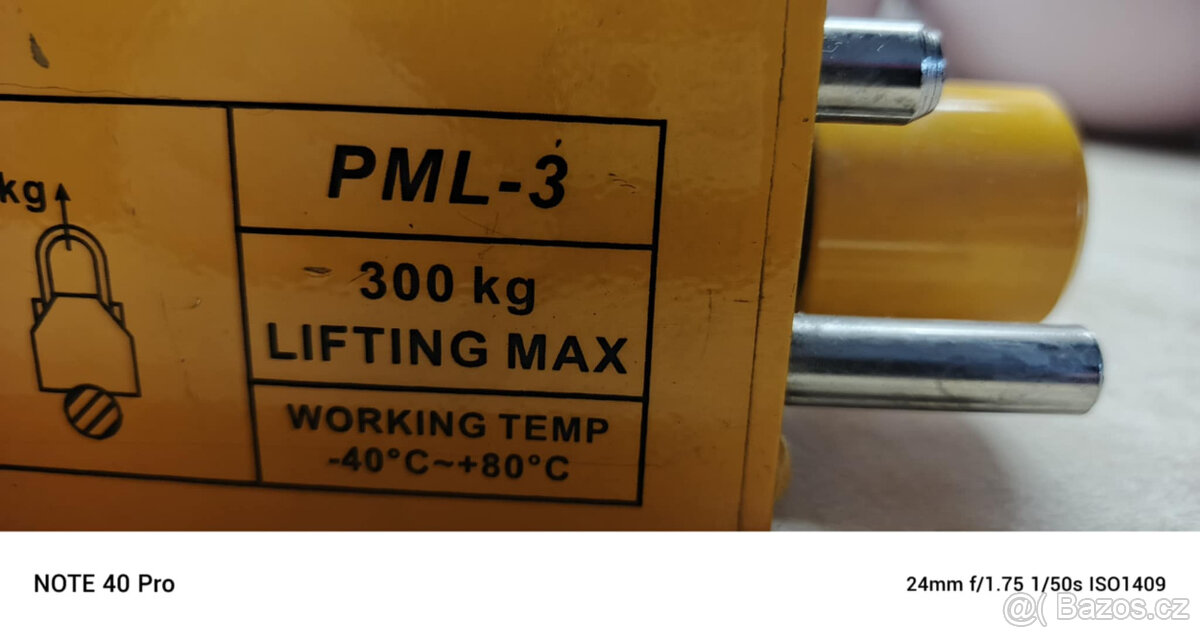 kg
PML-3
300 kg
LIFTING MAX
WORKING TEMP
-40°C~+80°C
NOTE 40 Pro
24mm f/1.75 1/50s ISO1409
@( Bazos.cz